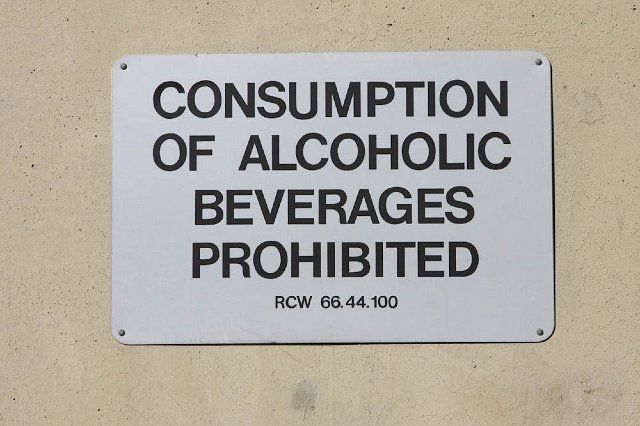 CONSUMPTION
OF ALCOHOLIC
BEVERAGES
PROHIBITED
RCW 66.44.100